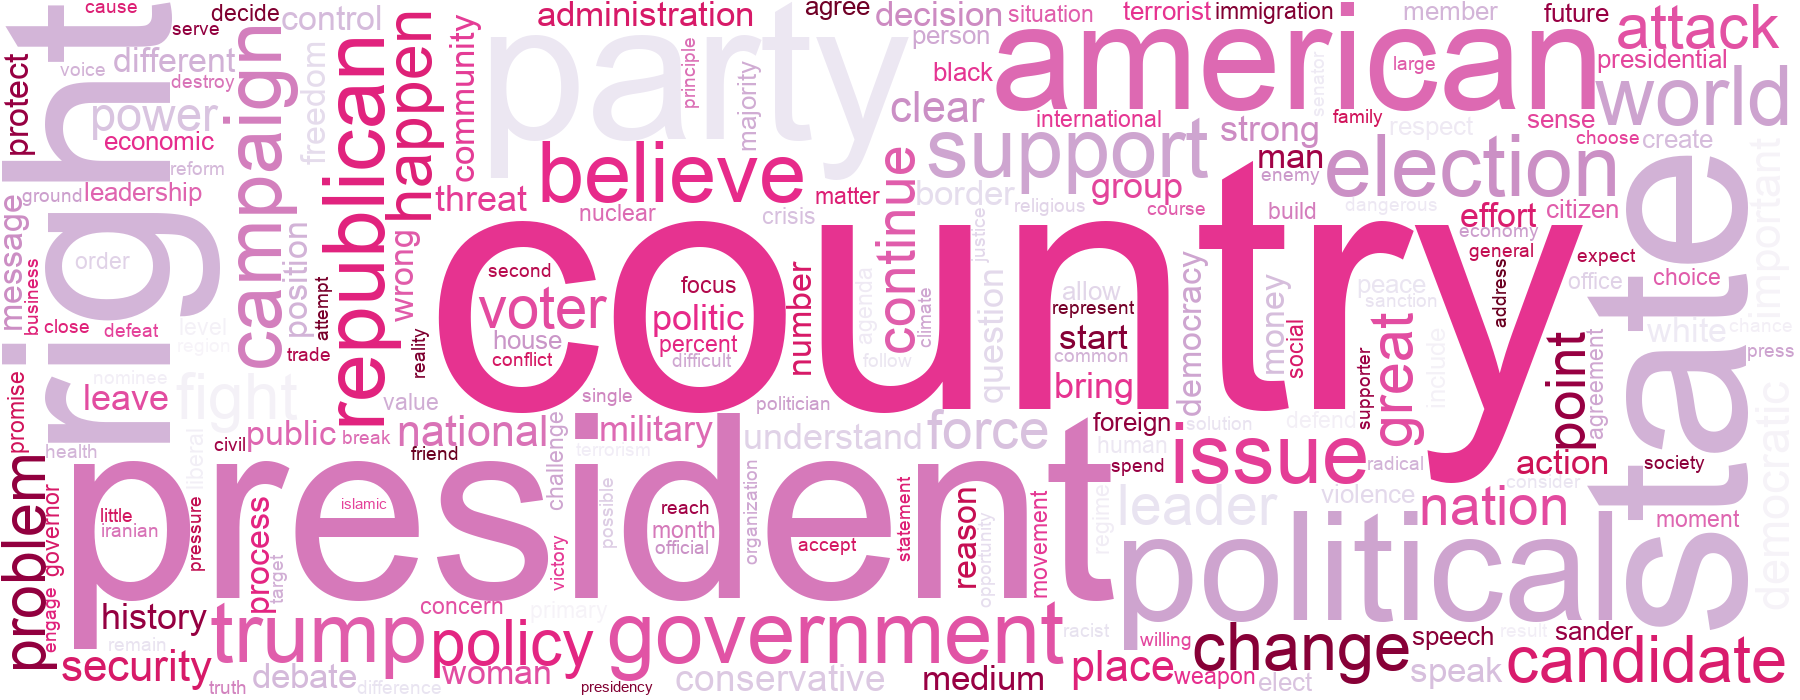 cause
decide
control
serve
voice
different
destroy
protect
power
economic
reform
ground
leadership
message
right
order
business
close
defeat
level
region
campaign
freedom
position
attempt
trade
republican
happen
community
administration
party
principle
majority
agree
decision
person
situation
terrorist
immigration
member
future
attack
american
large
senator
presidential
black
world
clear
international
family
respect
sense
choose
create
strong
support
believe
man
enemy
election
state
important
threat
matter
nuclear
crisis
continue
border
religious
justice
group
course
build
dangerous
effort
citizen
economy
general
expect
wrong
reality
country
second
voter
house
conflict
focus
politic
percent
difficult
number
agenda
follow
climate
question
allow
represent
start
common
bring
democracy
money
social
peace
sanction
great
include
supporter
address
office
choice
white
chance
press
point
agreement
promise
nominee
leave
fight
value
single
politician
health
liberal
civil
public
break
national
friend
challenge
military
terrorism
understand
force
foreign
human
spend
solution
defend
issue
radical
action
consider
society
democratic
problem
governor
engage
little
iranian
president
pressure
islamic
process
target
possible
victory
reach
month
official
organization
accept
statement
reason
opportunity
movement
regime
leader
violence
nation
political
moment
history
remain
concern
primary
trump
policy
government
racist
willing
change
speech
result
sander
security
truth
debate
difference
woman
presidency
conservative
medium
place
weapon
elect
speak
candidate